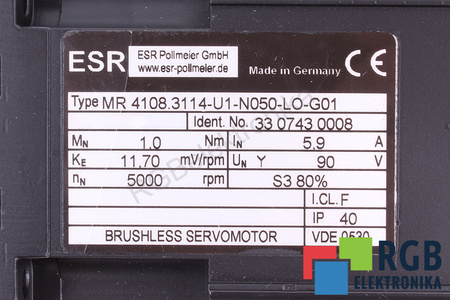 ESR
ESR Pollmeier GmbH
www.esr-pollmeier.de
Made in Germany CE
Type MR 4108.3114-U1-N050-LO-G01
Ident. No. 33 0743 0008
MN 1.0 Nm IN 5,9 A
KE 11.70 mV/rpm UN Y 90 V
nN 5000 rpm S3 80%
I.CL. F
IP 40
BRUSHLESS SERVOMOTOR VDE 0530
RGB
ELEKTRONIKA